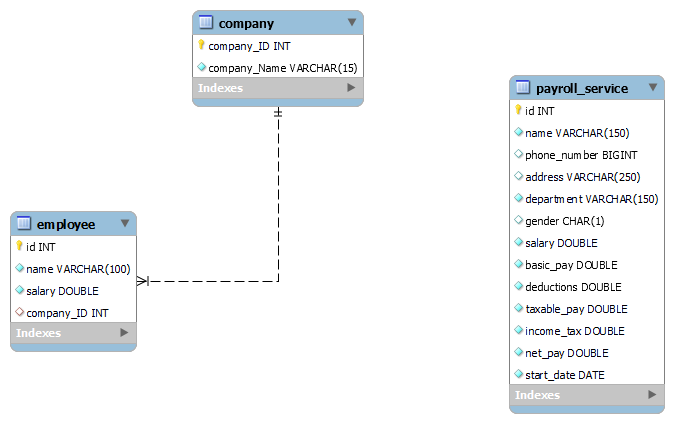 company
company_ID INT
company_Name VARCHAR(15)
Indexes
payroll_service
id INT
name VARCHAR(150)
phone_number BIGINT
address VARCHAR(250)
department VARCHAR(150)
gender CHAR(1)
salary DOUBLE
basic_pay DOUBLE
deductions DOUBLE
taxable_pay DOUBLE
income_tax DOUBLE
net_pay DOUBLE
start_date DATE
Indexes
employee
id INT
name VARCHAR(100)
salary DOUBLE
company_ID INT
Indexes